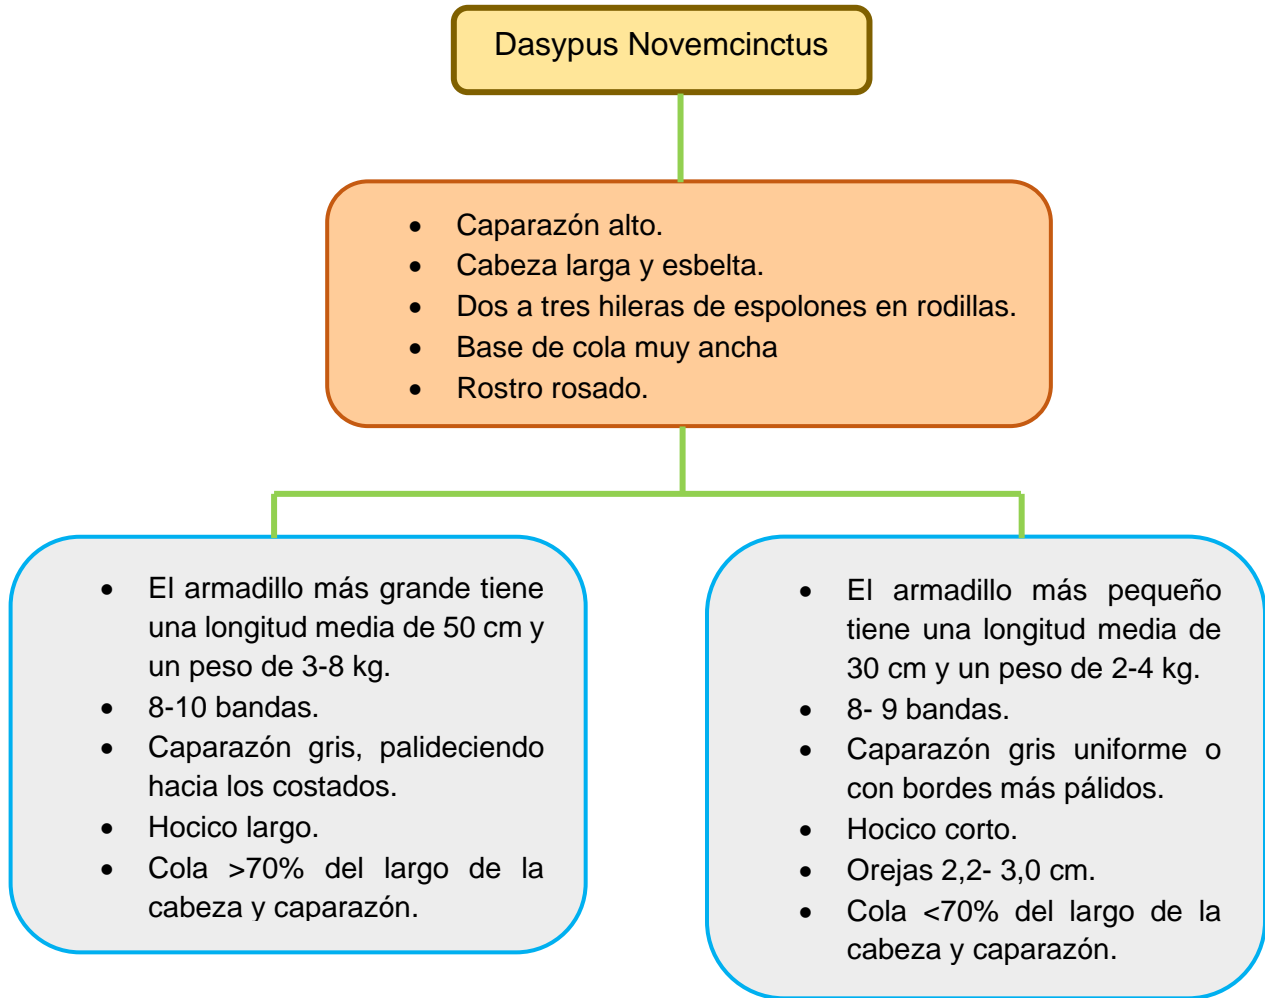 Dasypus Novemcinctus
• Caparazón alto.
• Cabeza larga y esbelta.
• Dos a tres hileras de espolones en rodillas.
• Base de cola muy ancha
• Rostro rosado.
• El armadillo más grande tiene
una longitud media de 50 cm y
un peso de 3-8 kg.
• 8-10 bandas.
• Caparazón gris, palideciendo
hacia los costados.
• Hocico largo.
• Cola >70% del largo de la
cabeza y caparazón.
• El armadillo más pequeño
tiene una longitud media de
30 cm y un peso de 2-4 kg.
• 8- 9 bandas.
• Caparazón gris uniforme o
con bordes más pálidos.
• Hocico corto.
• Orejas 2,2- 3,0 cm.
• Cola <70% del largo de la
cabeza y caparazón.